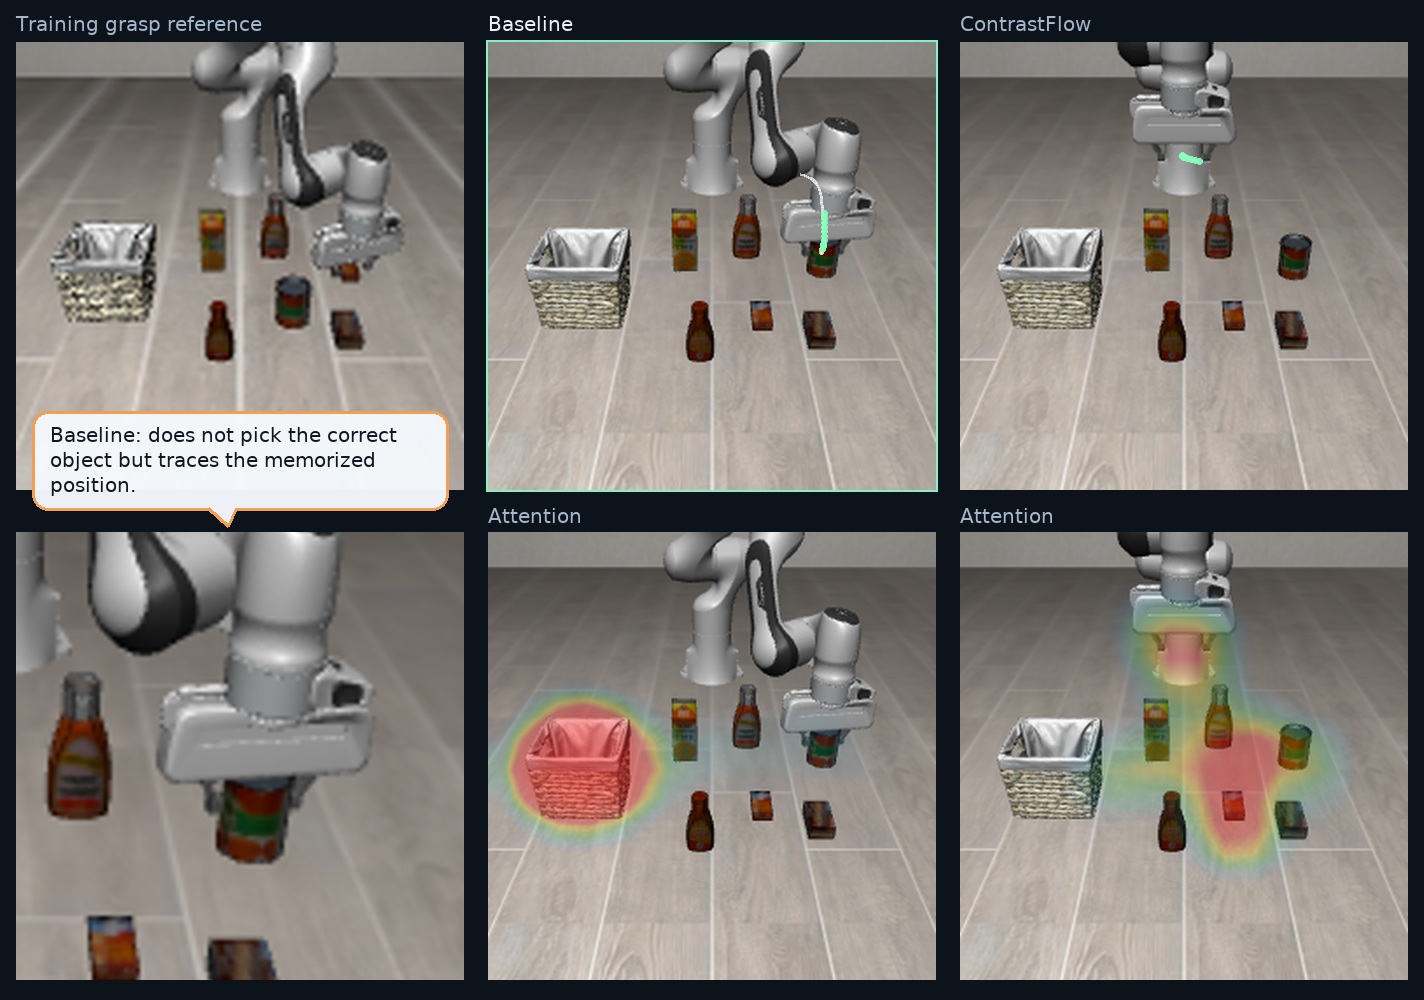 Training grasp reference
Baseline
ContrastFlow
Baseline: does not pick the correct
object but traces the memorized
position.
Attention
Attention